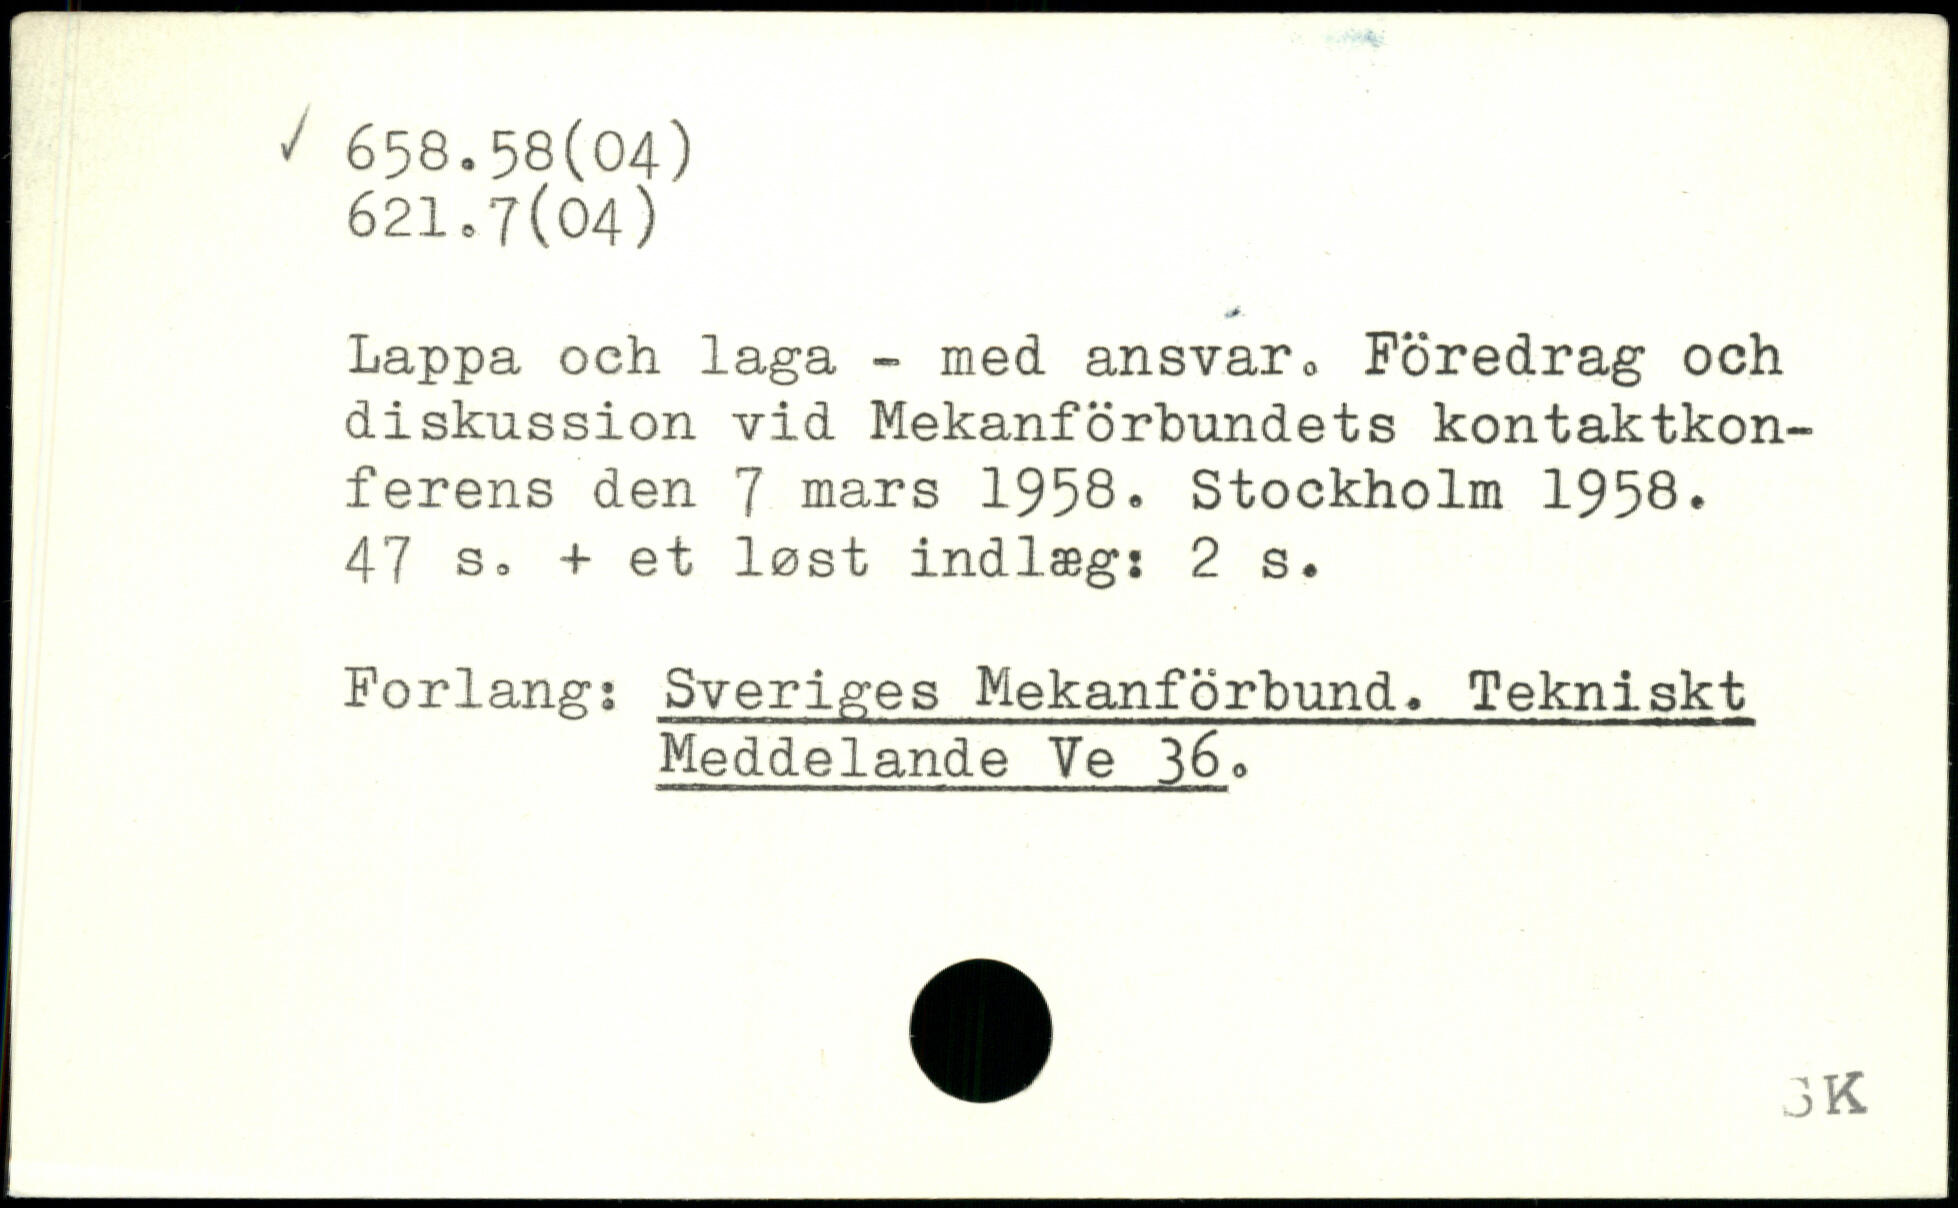 ✓ 658.58(04)
621.7(04)
Lappa och laga - med ansvar. Föredrag och
diskussion vid Mekanförbundets kontaktkon-
ferens den 7 mars 1958. Stockholm 1958.
47 s. + et løst indlæg: 2 s.
Forlang: Sveriges Mekanförbund. Tekniskt
Meddelande Ve 36.
SK